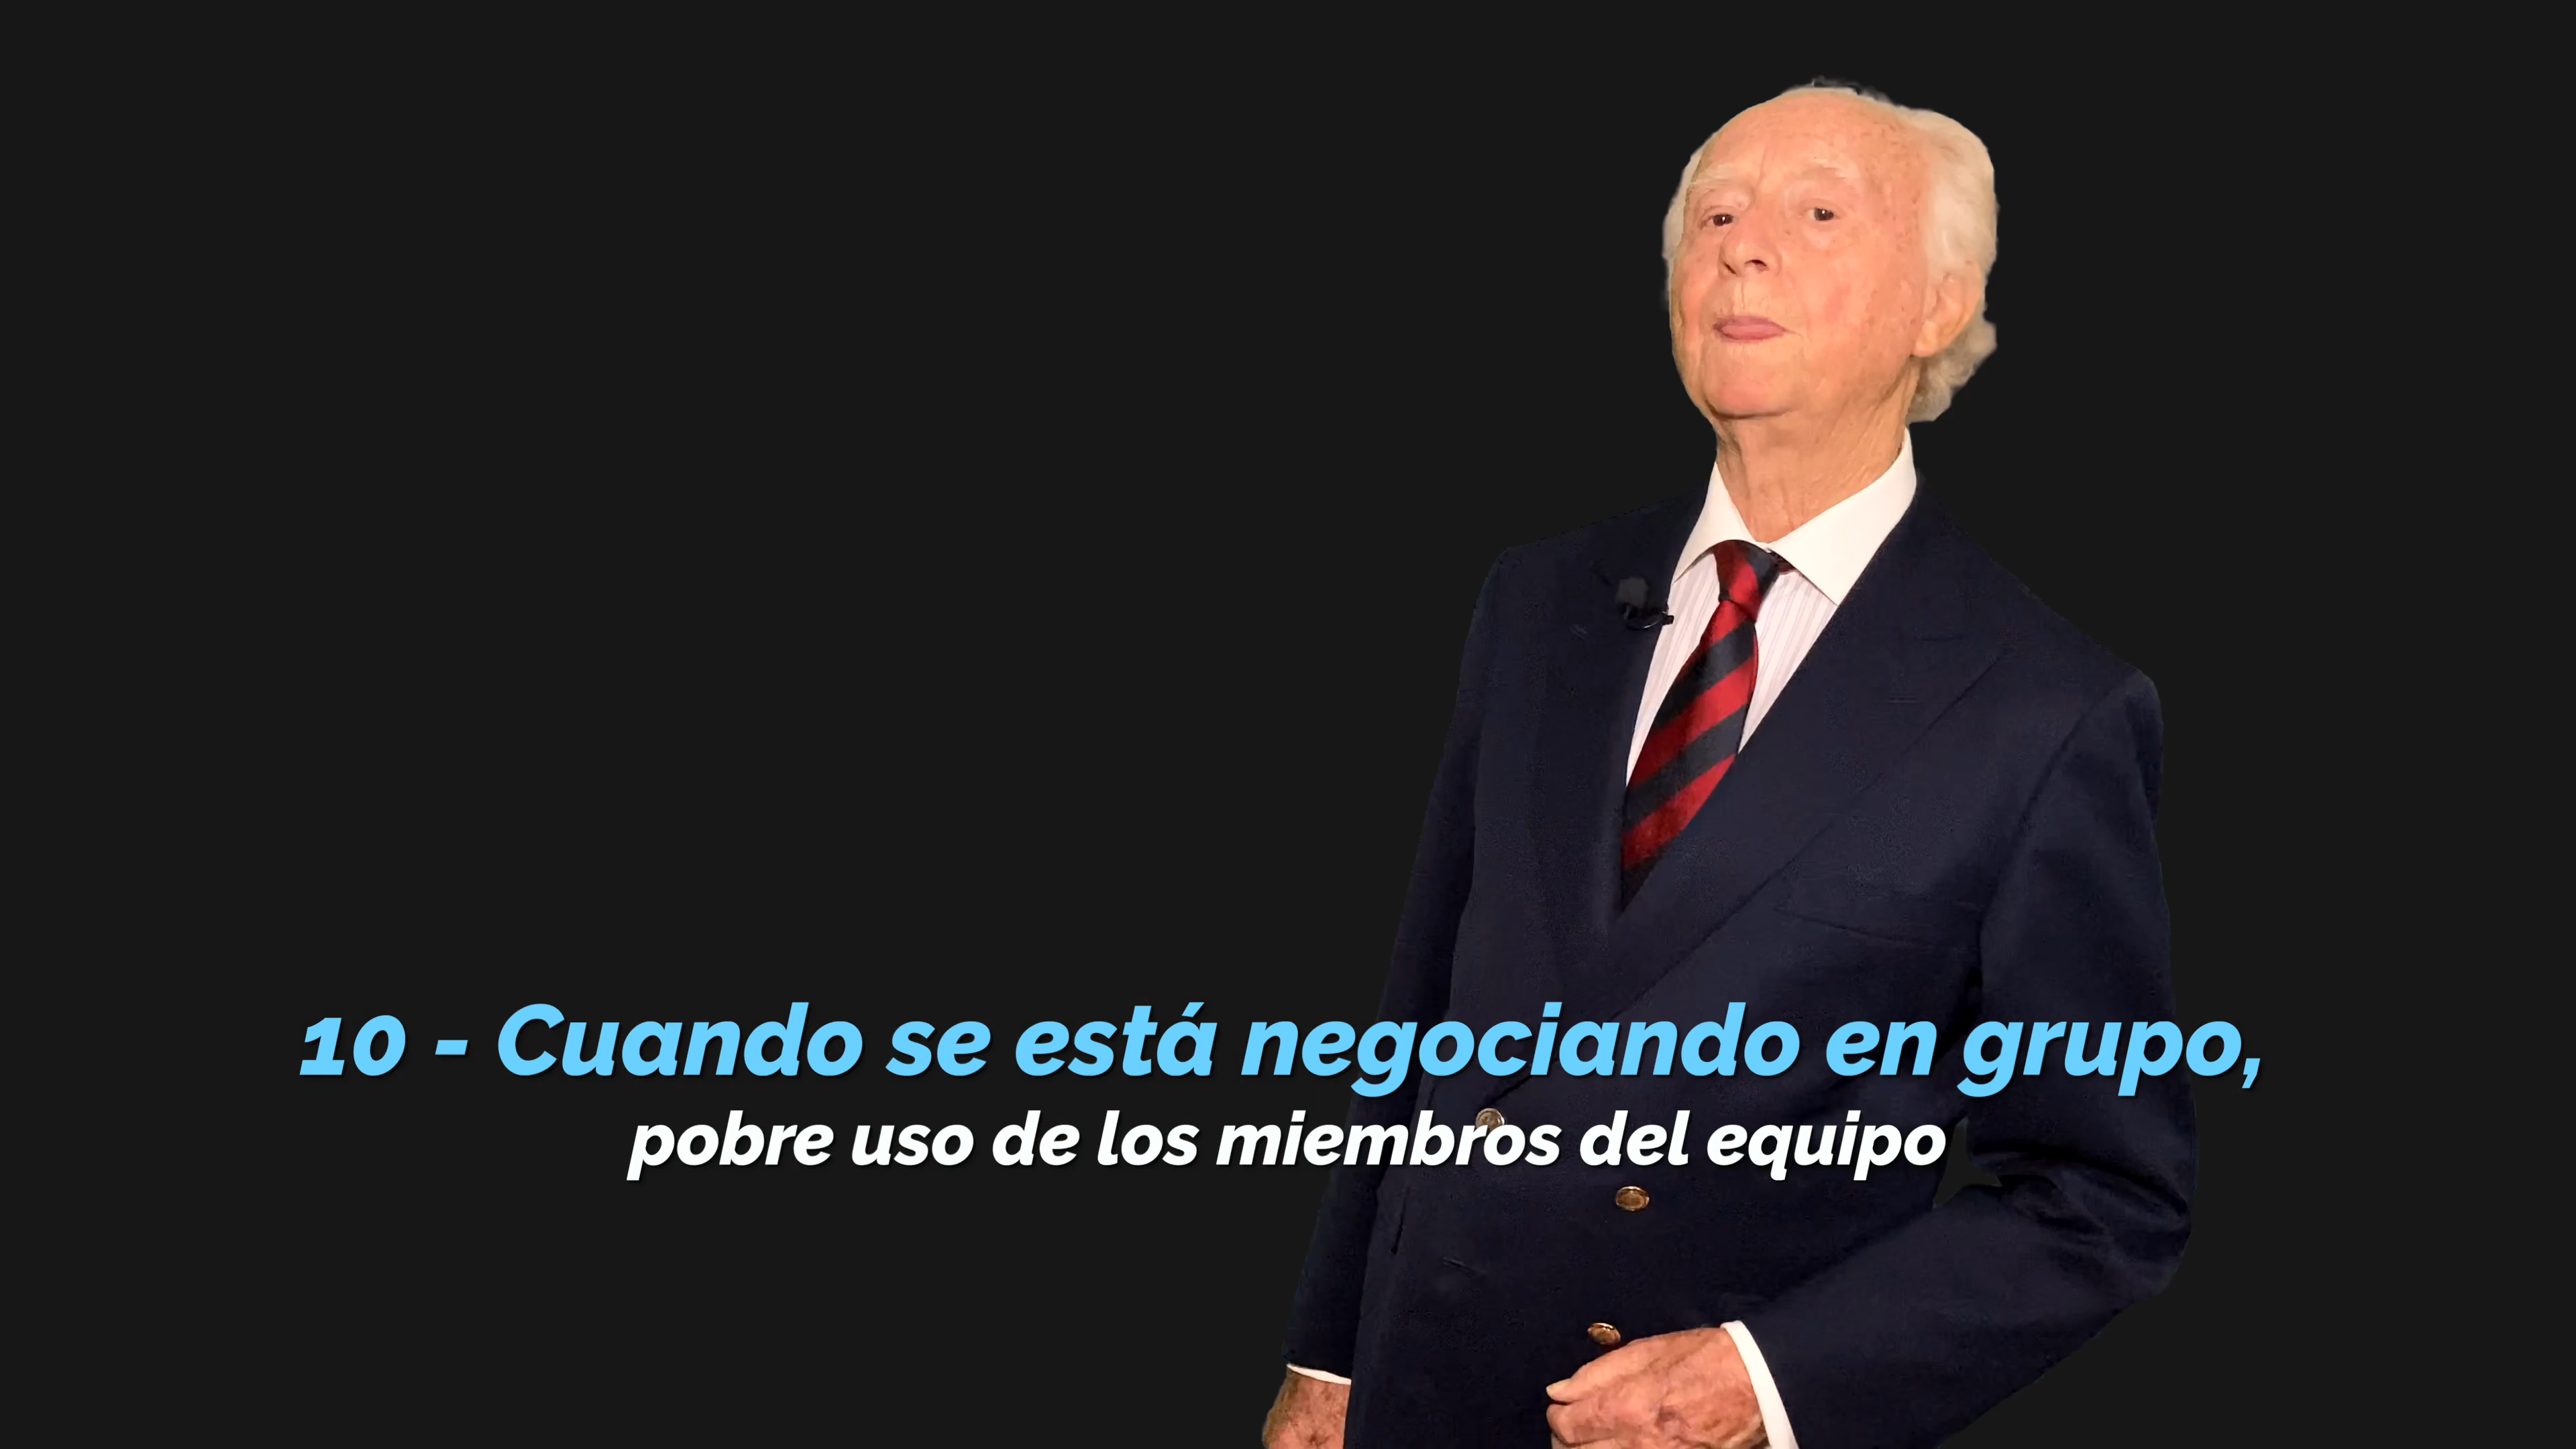 10 - Cuando se está negociando en grupo,
pobre uso de los miembros del equipo